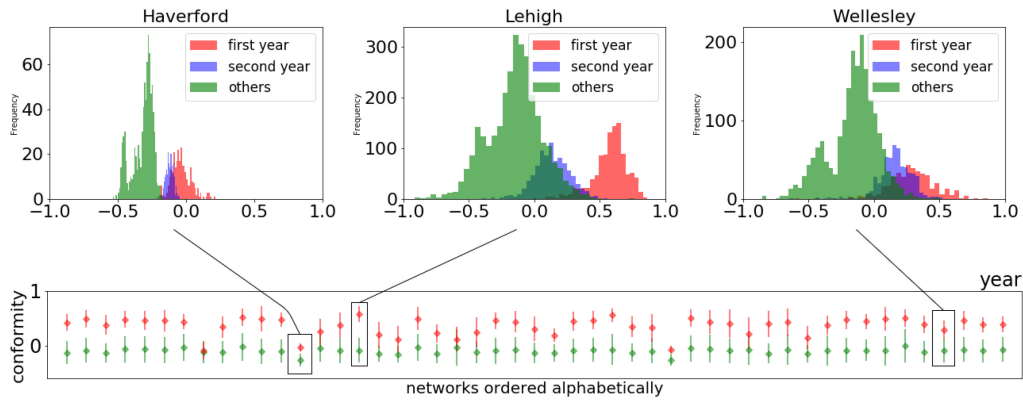 Haverford
Lehigh
Wellesley
first year
second year
others
Frequency
60
40
20
0
−1.0 −0.5 0.0 0.5 1.0
first year
second year
others
Frequency
300
200
100
0
−1.0 −0.5 0.0 0.5 1.0
first year
second year
others
Frequency
200
100
0
−1.0 −0.5 0.0 0.5 1.0
year
conformity
1
0
networks ordered alphabetically